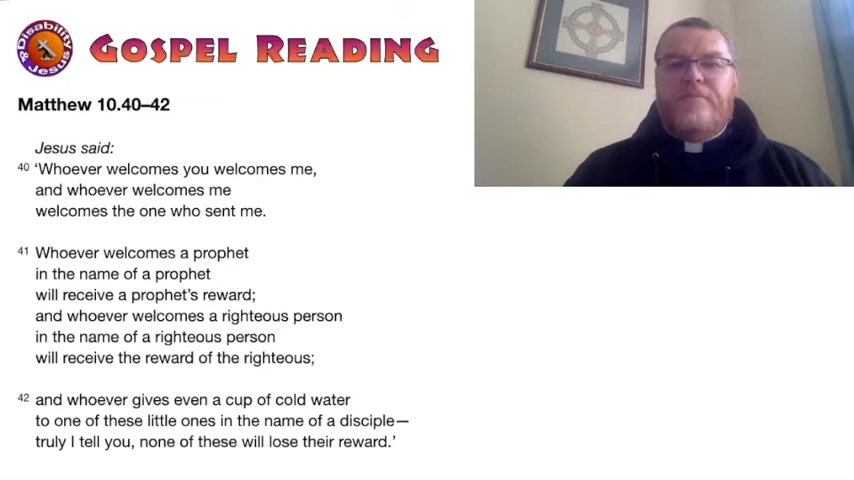 Disability
& Jesus
GOSPEL READING
Matthew 10.40–42
Jesus said:
40 ‘Whoever welcomes you welcomes me,
and whoever welcomes me
welcomes the one who sent me.
41 Whoever welcomes a prophet
in the name of a prophet
will receive a prophet’s reward;
and whoever welcomes a righteous person
in the name of a righteous person
will receive the reward of the righteous;
42 and whoever gives even a cup of cold water
to one of these little ones in the name of a disciple—
truly I tell you, none of these will lose their reward.’